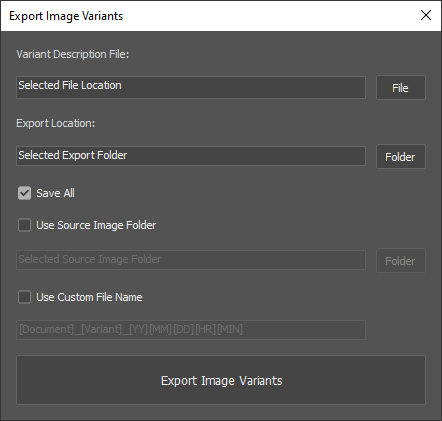 Export Image Variants
Variant Description File:
Selected File Location
File
Export Location:
Selected Export Folder
Folder
Save All
Use Source Image Folder
Selected Source Image Folder
Folder
Use Custom File Name
[Document]_[Variant]_[YY][MM][DD][HR][MIN]
Export Image Variants